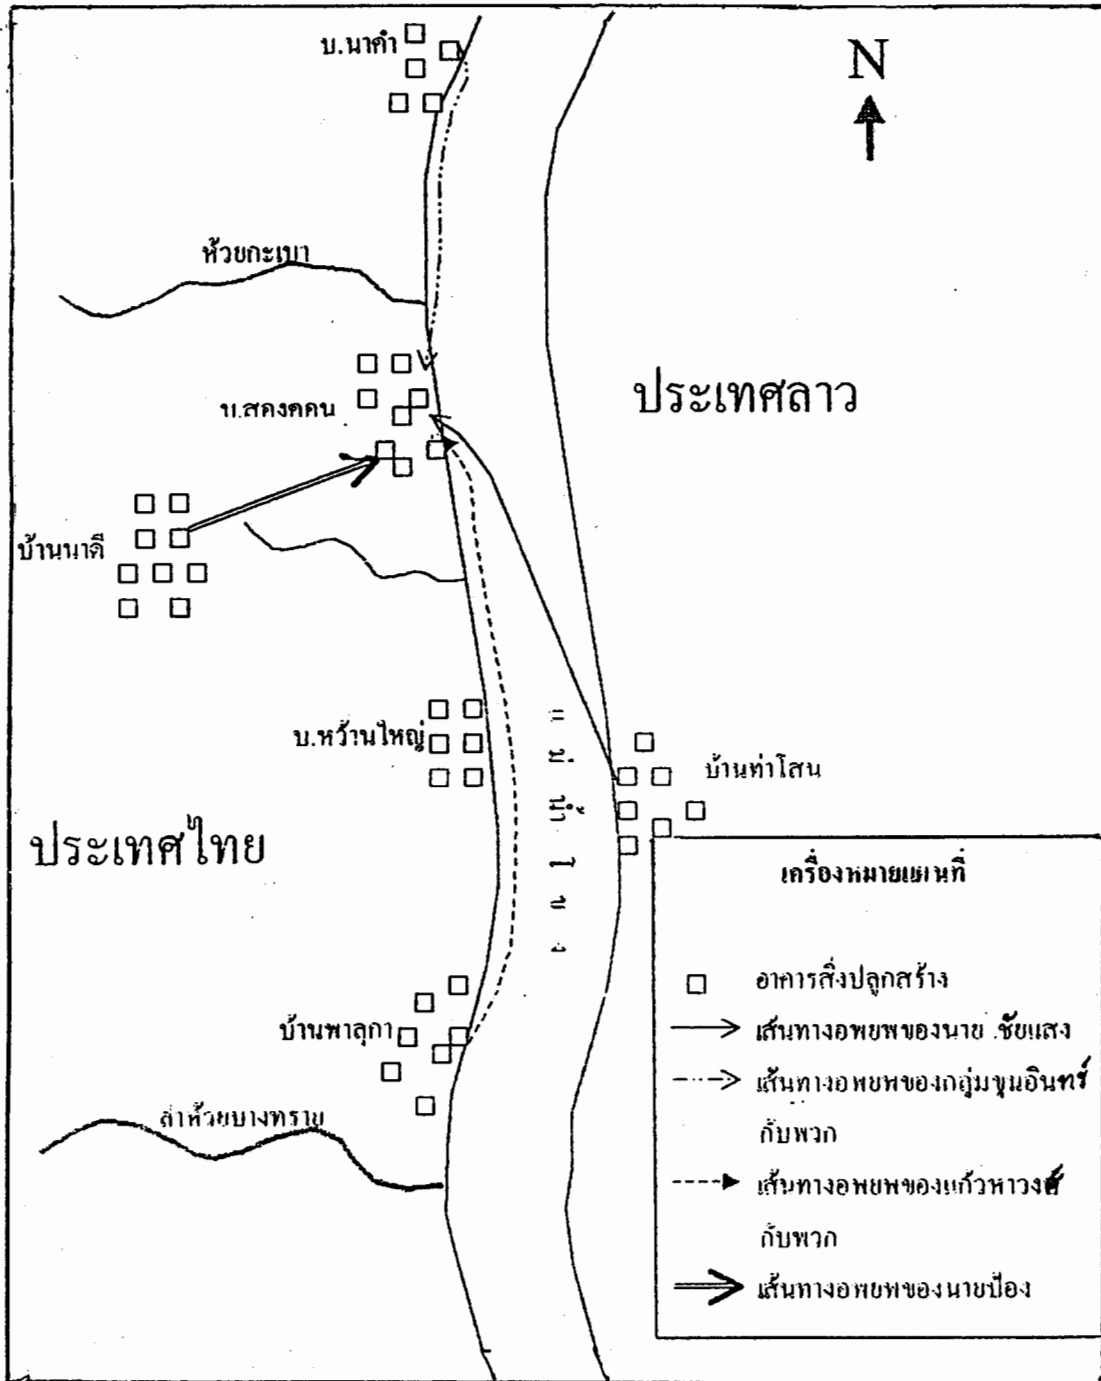 บ.นาคำ
N
ห้วยกะเบา
ประเทศลาว
บ.สองคอน
บ้านนาดี
บ.หว้านใหญ่
แม่น้ำโขง
บ้านท่าโสน
ประเทศไทย
เครื่องหมายแผนที่
อาคารสิ่งปลูกสร้าง
เส้นทางอพยพของนาย ชัยแสง
บ้านพาลุกา
เส้นทางอพยพของกลุ่มขุนอินทร์
กับพวก
ลำห้วยบางทราย
เส้นทางอพยพของแก้วหาวงศ์
กับพวก
เส้นทางอพยพของนายป้อง